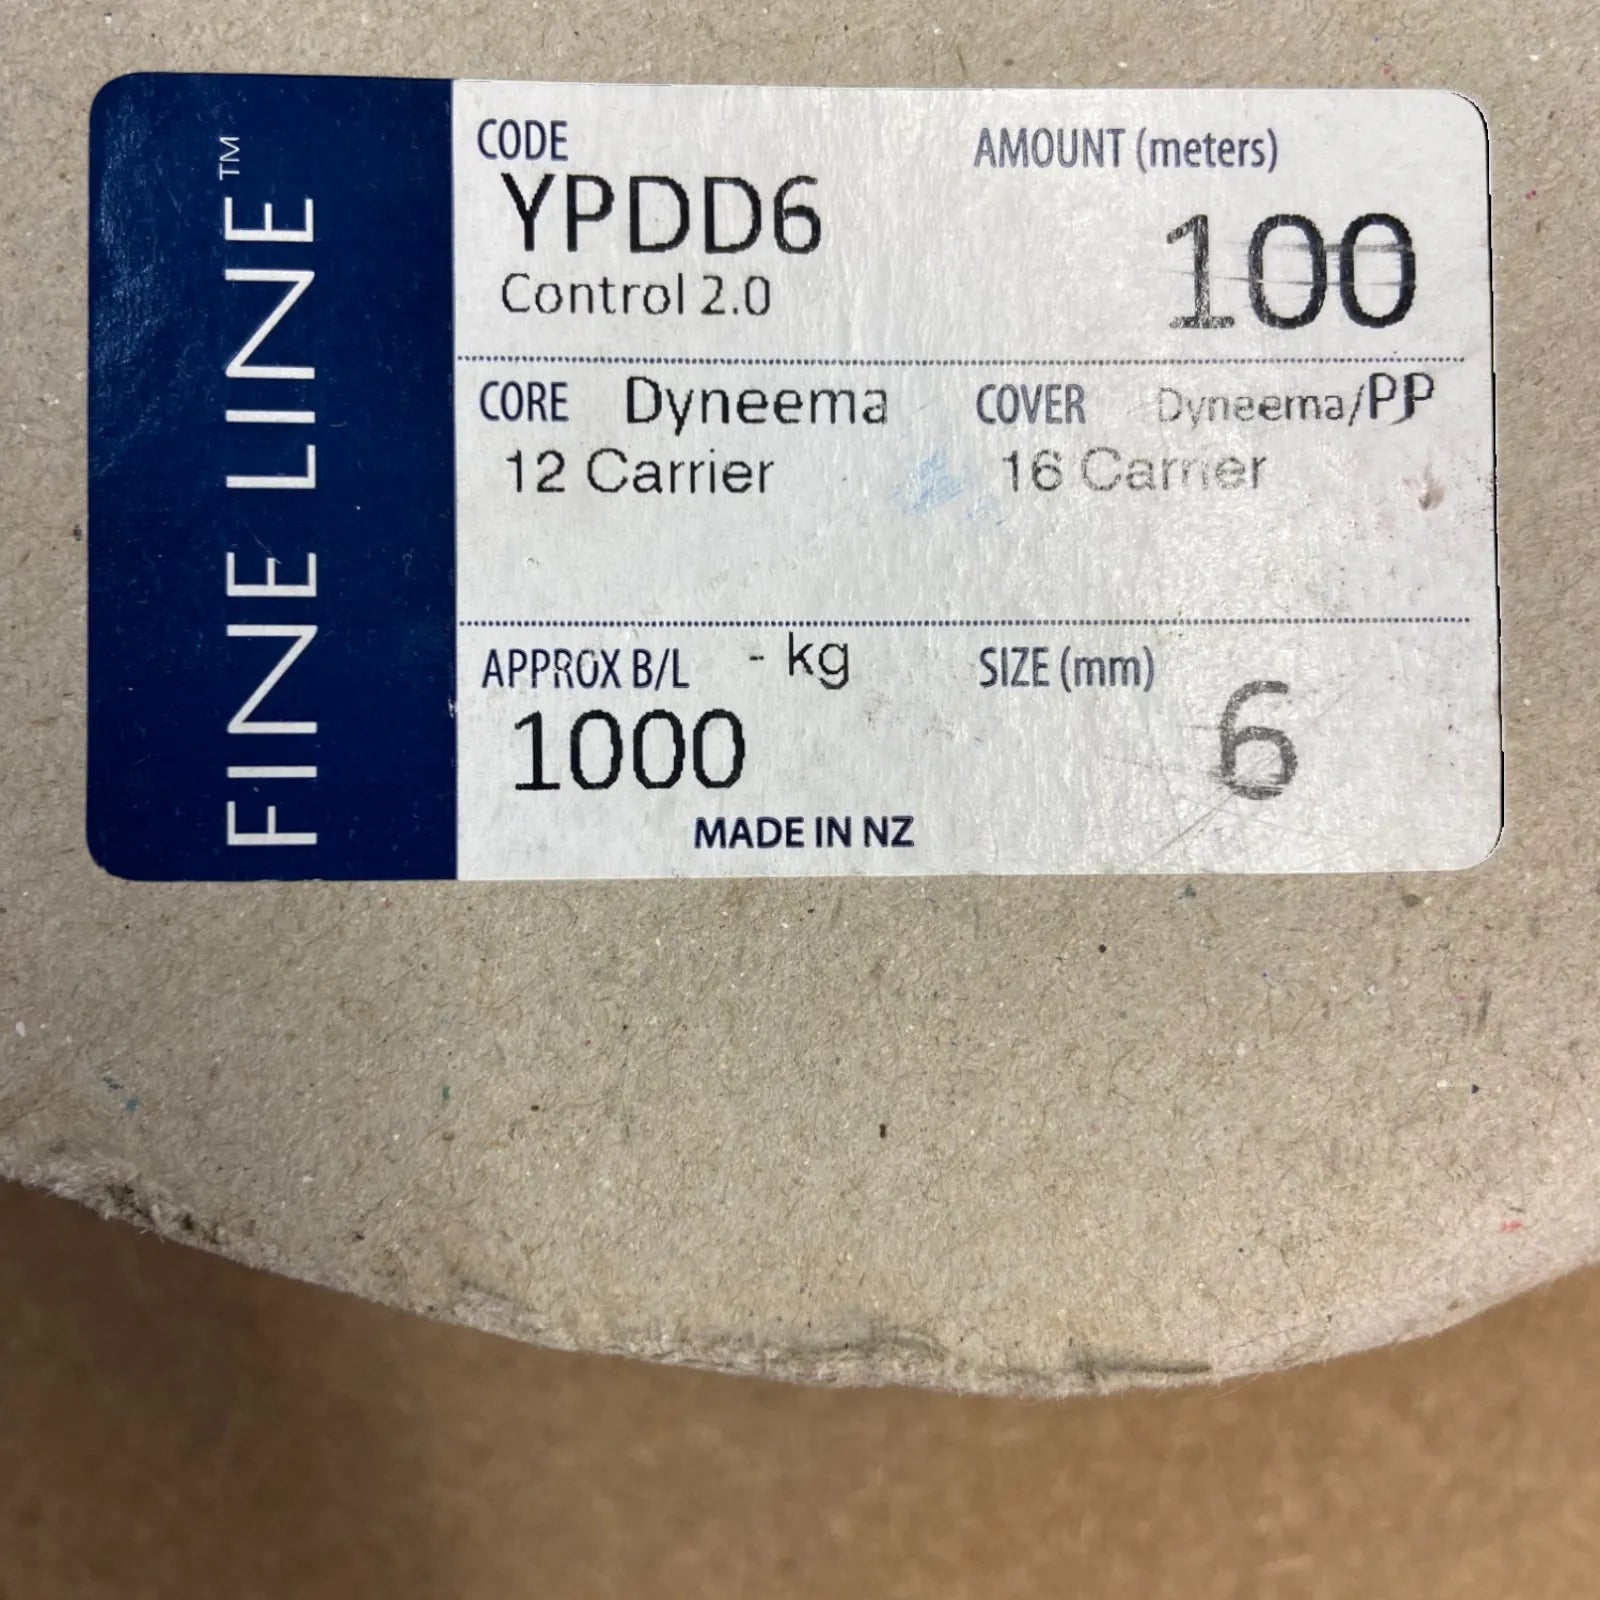 FINE LINE™
CODE
YPDD6
Control 2.0
AMOUNT (meters)
100
CORE Dyneema
12 Carrier
COVER Dyneema/PP
16 Carrier
APPROX B/L - kg
1000
SIZE (mm)
6
MADE IN NZ